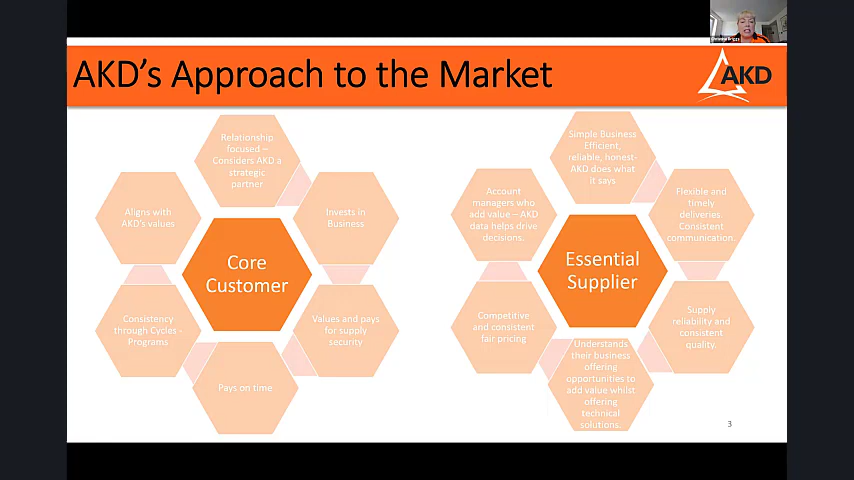 AKD's Approach to the Market
AKD
Relationship
focused –
Considers AKD a
strategic
partner
Invests in
Business
Values and pays
for supply
security
Pays on time
Consistency
through Cycles -
Programs
Aligns with
AKD's values
Core
Customer
Simple Business
Efficient,
reliable, honest-
AKD does what
it says
Flexible and
timely
deliveries.
Consistent
communication.
Supply
reliability and
consistent
quality.
Understands
their business
offering
opportunities to
add value whilst
offering
technical
solutions.
Competitive
and consistent
fair pricing
Account
managers who
add value – AKD
data helps drive
decisions.
Essential
Supplier
3